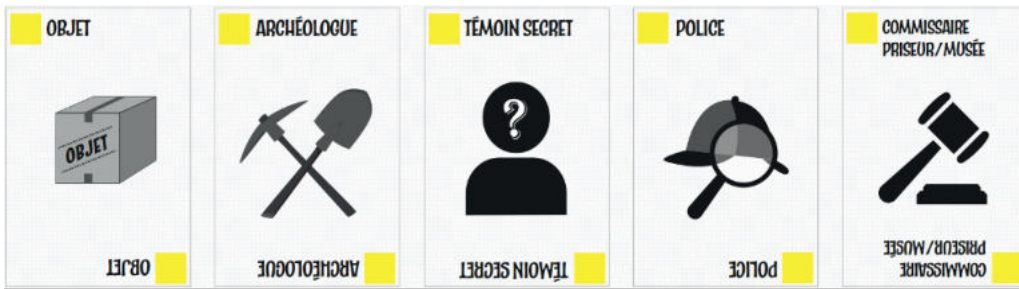 OBJET
OBJET
OBJET
ARCHÉOLOGUE
ARCHÉOLOGUE
TÉMOIN SECRET
?
TÉMOIN SECRET
POLICE
POLICE
COMMISSAIRE
PRISEUR/MUSÉE
COMMISSAIRE
PRISEUR/MUSÉE